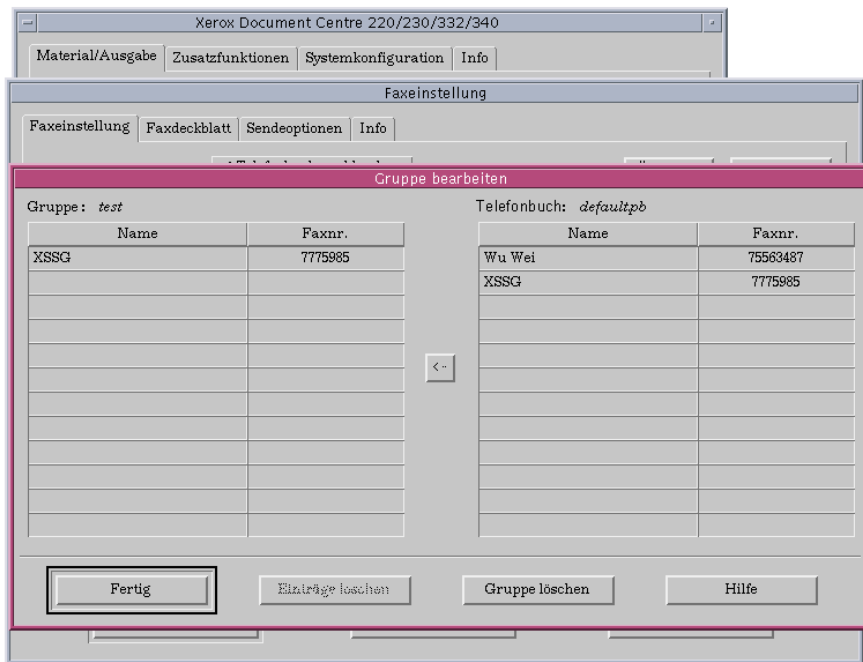 Xerox Document Centre 220/230/332/340
Material/Ausgabe Zusatzfunktionen Systemkonfiguration Info
Faxeinstellung
Faxeinstellung Faxdeckblatt Sendeoptionen Info
Gruppe bearbeiten
Gruppe: test Telefonbuch: defaultpb
Name Faxnr. Name Faxnr.
XSSG 7775985 Wu Wei 75563487
XSSG 7775985
<--
Fertig Einträge löschen Gruppe löschen Hilfe